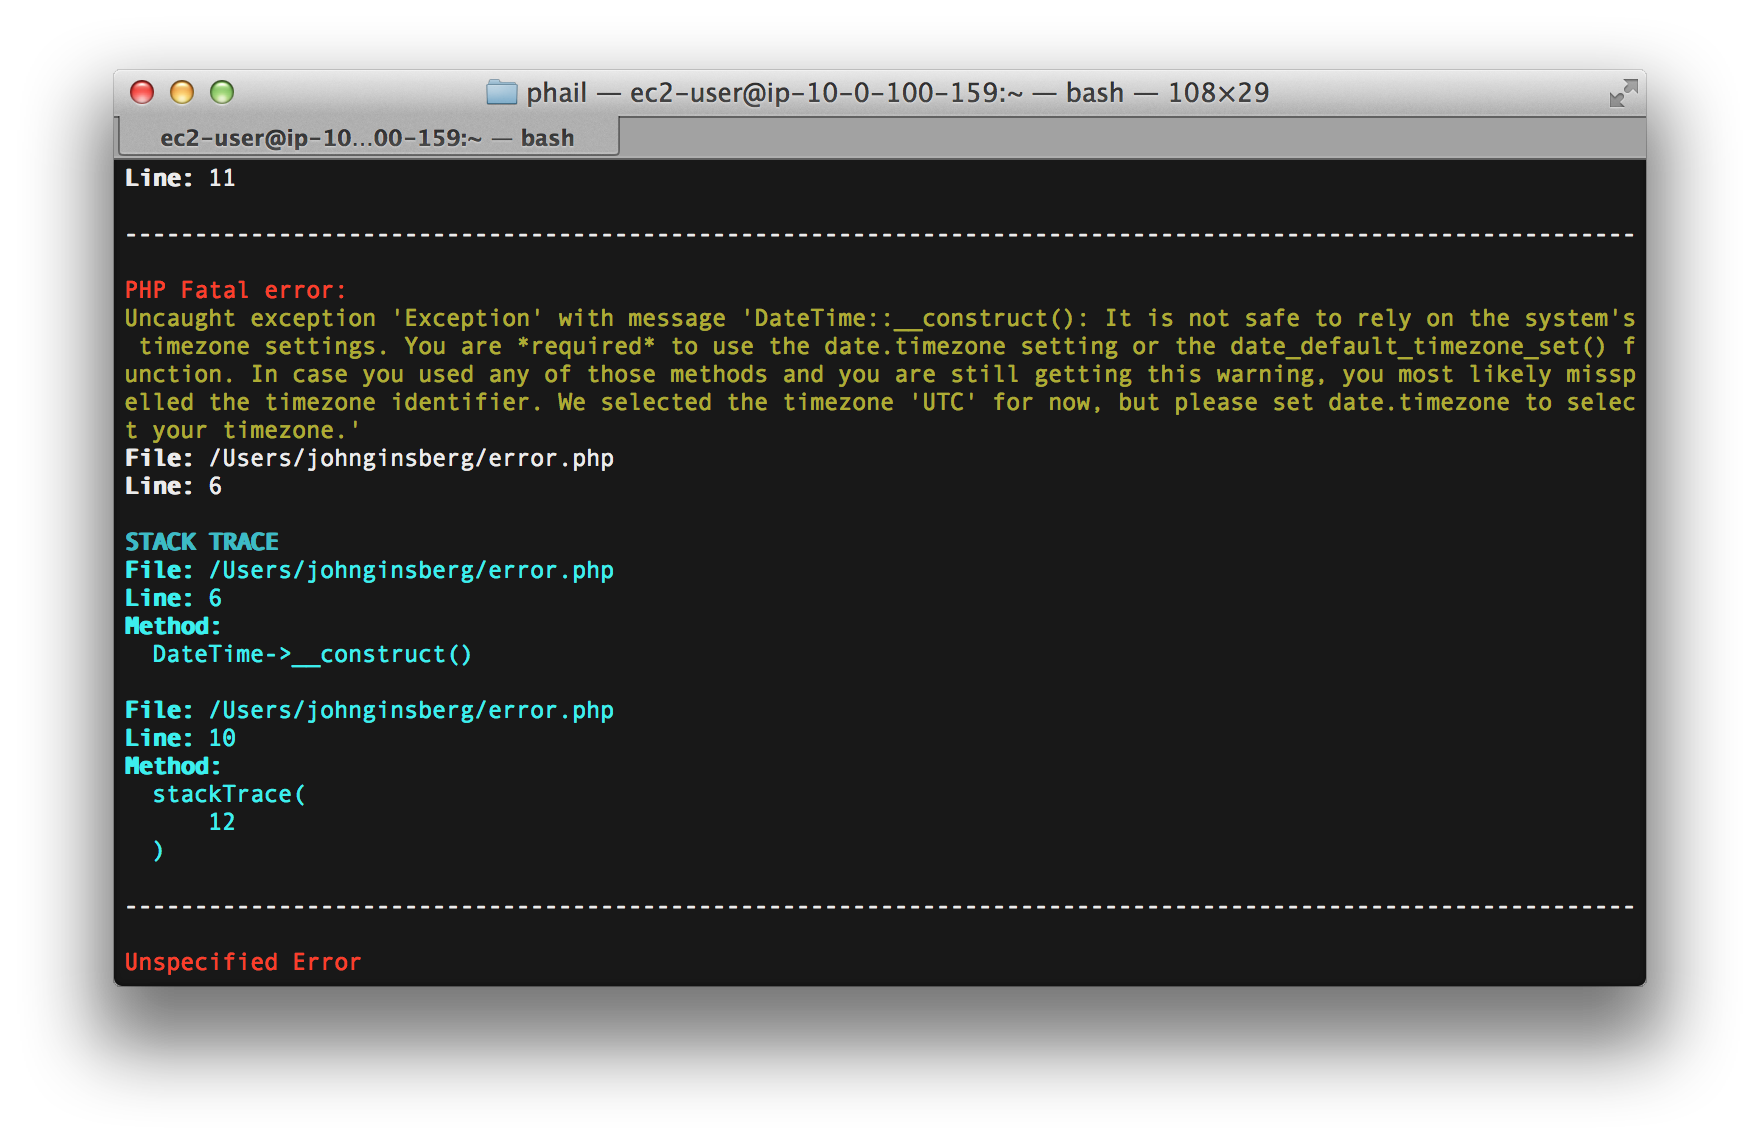 phail — ec2-user@ip-10-0-100-159:~ — bash — 108×29
ec2-user@ip-10...00-159:~ — bash
Line: 11
------------------------------------------------------------------------------------------------------------
PHP Fatal error:
Uncaught exception 'Exception' with message 'DateTime::__construct(): It is not safe to rely on the system's
 timezone settings. You are *required* to use the date.timezone setting or the date_default_timezone_set() f
unction. In case you used any of those methods and you are still getting this warning, you most likely missp
elled the timezone identifier. We selected the timezone 'UTC' for now, but please set date.timezone to selec
t your timezone.'
File: /Users/johnginsberg/error.php
Line: 6
STACK TRACE
File: /Users/johnginsberg/error.php
Line: 6
Method:
  DateTime->__construct()
File: /Users/johnginsberg/error.php
Line: 10
Method:
  stackTrace(
      12
  )
------------------------------------------------------------------------------------------------------------
Unspecified Error